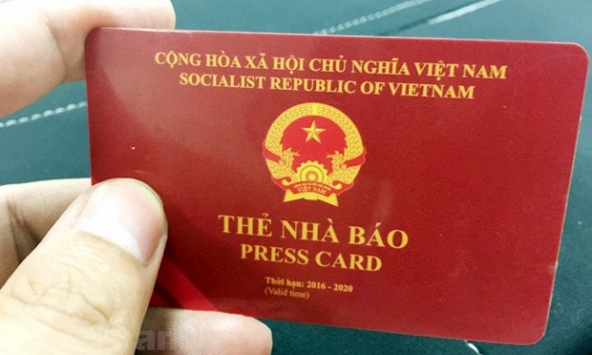 CỘNG HÒA XÃ HỘI CHỦ NGHĨA VIỆT NAM
SOCIALIST REPUBLIC OF VIETNAM
VIỆT NAM
THẺ NHÀ BÁO
PRESS CARD
Thời hạn: 2016 - 2020
(Valid time)